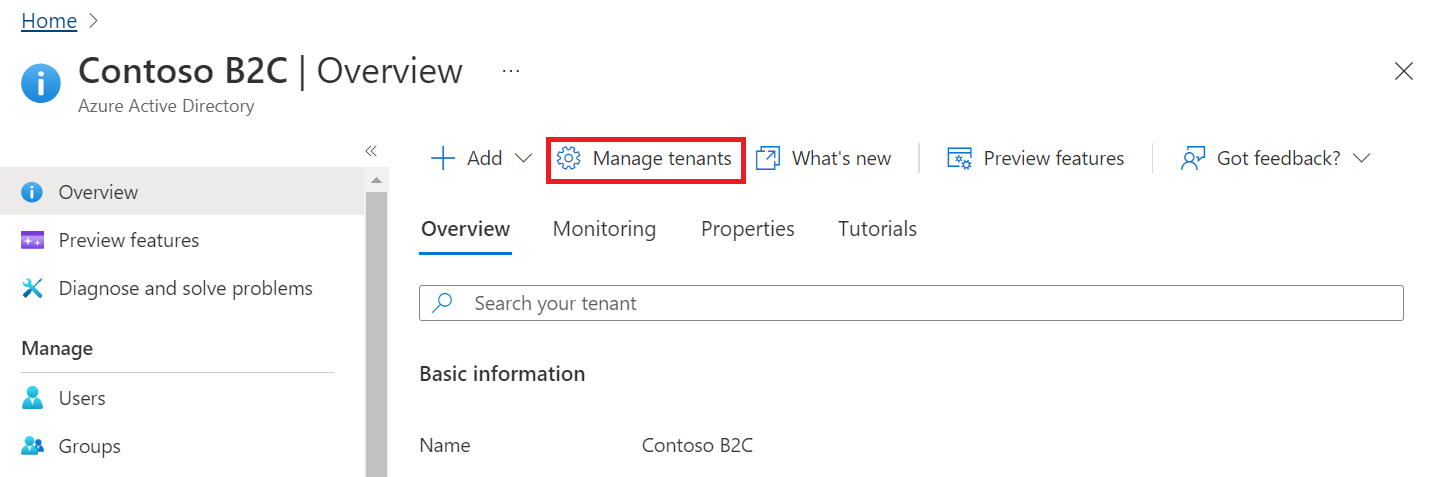 Home
Contoso B2C | Overview ...
Azure Active Directory
«
Overview
Preview features
Diagnose and solve problems
Manage
Users
Groups
Add Manage tenants What's new Preview features Got feedback?
Overview Monitoring Properties Tutorials
Search your tenant
Basic information
Name Contoso B2C